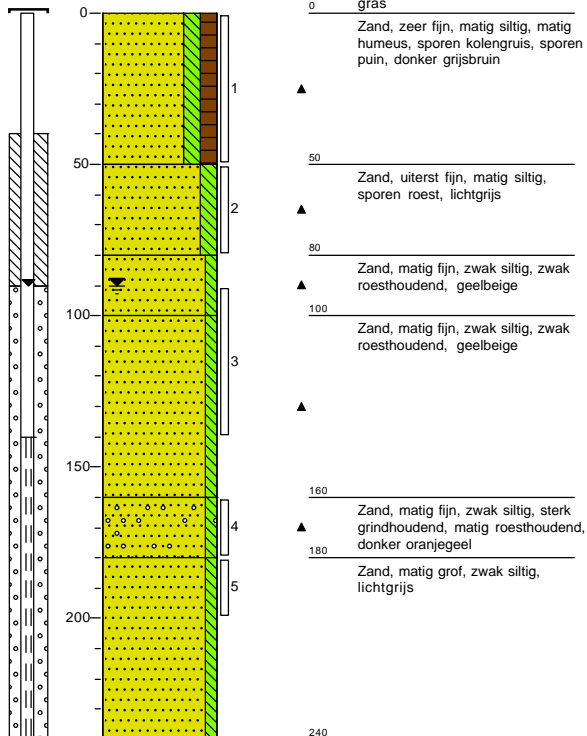 0
0
gras
Zand, zeer fijn, matig siltig, matig
humeus, sporen kolengruis, sporen
puin, donker grijsbruin
1
50
50
Zand, uiterst fijn, matig siltig,
sporen roest, lichtgrijs
2
80
Zand, matig fijn, zwak siltig, zwak
roesthoudend, geelbeige
100
100
Zand, matig fijn, zwak siltig, zwak
roesthoudend, geelbeige
3
150
160
Zand, matig fijn, zwak siltig, sterk
grindhoudend, matig roesthoudend,
donker oranjegeel
4
180
Zand, matig grof, zwak siltig,
lichtgrijs
5
200
240